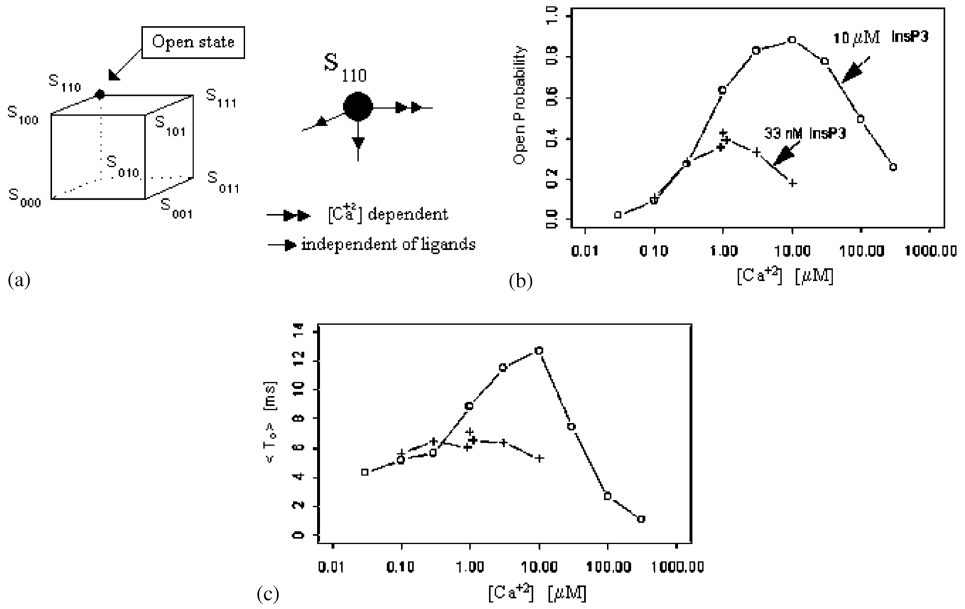 (a)
Open state
S110
S100
S111
S101
S010
S000
S011
S001
S110
[Ca+2] dependent
independent of ligands
(b)
Open Probability
1.0
0.8
0.6
0.4
0.2
0.0
10 µM InsP3
33 nM InsP3
0.01 0.10 1.00 10.00 100.00 1000.00
[Ca+2] [µM]
(c)
< To > [ms]
14
12
10
8
6
4
2
0
0.01 0.10 1.00 10.00 100.00 1000.00
[Ca+2] [µM]